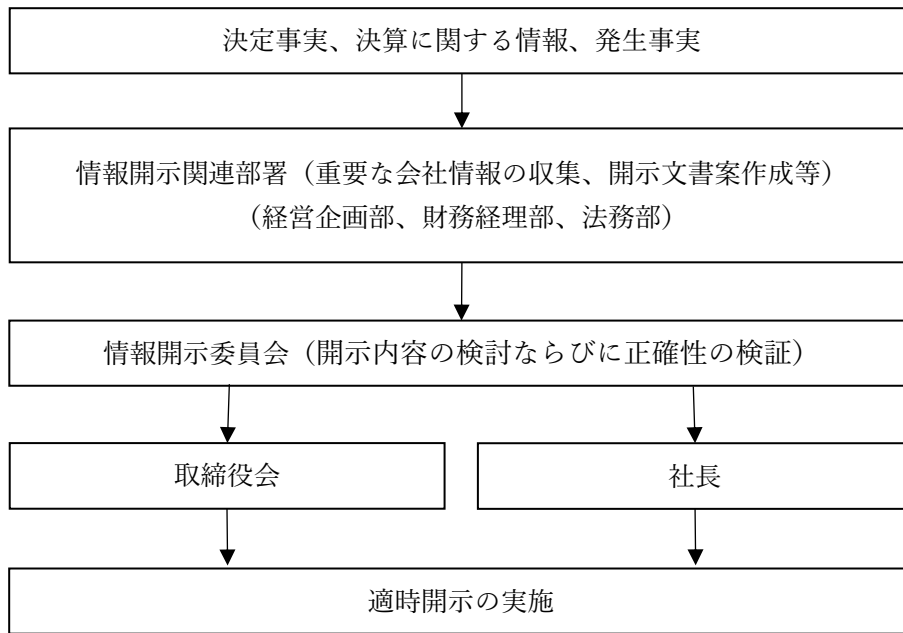 決定事実、決算に関する情報、発生事実
情報開示関連部署（重要な会社情報の収集、開示文書案作成等）
（経営企画部、財務経理部、法務部）
情報開示委員会（開示内容の検討ならびに正確性の検証）
取締役会
社長
適時開示の実施